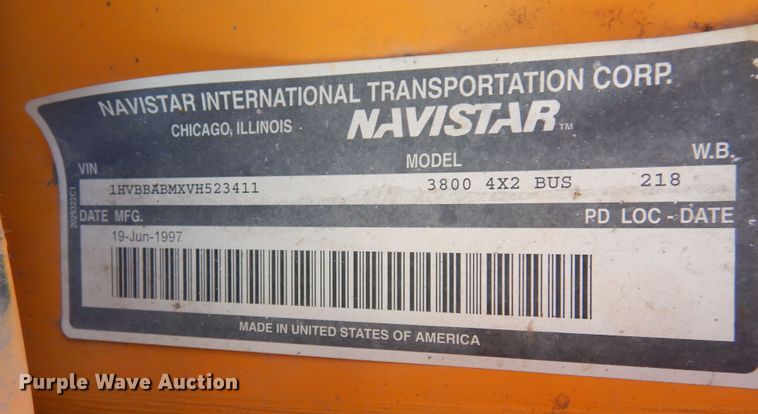 NAVISTAR INTERNATIONAL TRANSPORTATION CORP.
CHICAGO, ILLINOIS NAVISTAR™
VIN MODEL W.B.
1HVBBABMXVH523411 3800 4X2 BUS 218
DATE MFG. PD LOC - DATE
19-Jun-1997
MADE IN UNITED STATES OF AMERICA
2029322C1
Purple Wave Auction